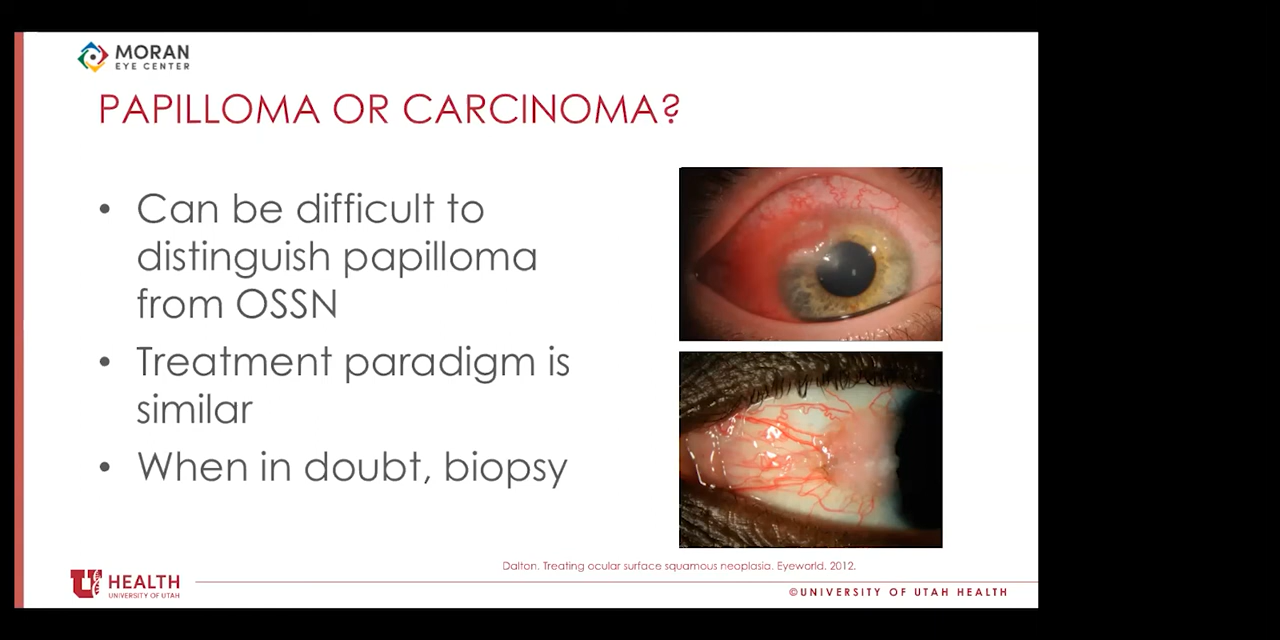 MORAN
EYE CENTER
PAPILLOMA OR CARCINOMA?
• Can be difficult to
distinguish papilloma
from OSSN
• Treatment paradigm is
similar
• When in doubt, biopsy
Dalton. Treating ocular surface squamous neoplasia. Eyeworld. 2012.
U HEALTH
UNIVERSITY OF UTAH
©UNIVERSITY OF UTAH HEALTH